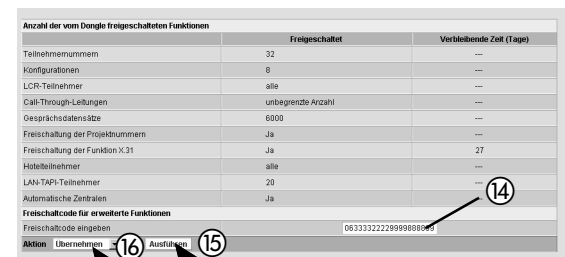 Anzahl der vom Dongle freigeschalteten Funktionen
Freigeschaltet Verbleibende Zeit (Tage)
Teilnehmernummern 32 ---
Konfigurationen 8 ---
LCR-Teilnehmer alle ---
Call-Through-Leitungen unbegrenzte Anzahl ---
Gesprächsdatensätze 6000 ---
Freischaltung der Projektnummern Ja ---
Freischaltung der Funktion X.31 Ja 27
Hotelteilnehmer alle ---
LAN-TAPI-Teilnehmer 20 ---
Automatische Zentralen Ja ---
14
Freischaltcode für erweiterte Funktionen
Freischaltcode eingeben
Aktion Übernehmen 16 Ausführen 15